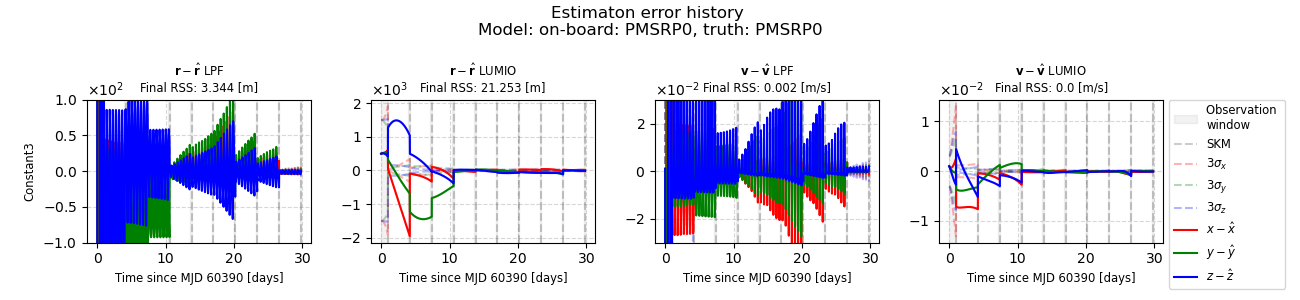 Estimaton error history
Model: on-board: PMSRP0, truth: PMSRP0
r − r̂ LPF
Final RSS: 3.344 [m]
×10²
1.0
0.5
0.0
−0.5
−1.0
Constant3
0 10 20 30
Time since MJD 60390 [days]
r − r̂ LUMIO
Final RSS: 21.253 [m]
×10³
2
1
0
−1
−2
0 10 20 30
Time since MJD 60390 [days]
v − v̂ LPF
Final RSS: 0.002 [m/s]
×10⁻²
2
0
−2
0 10 20 30
Time since MJD 60390 [days]
v − v̂ LUMIO
Final RSS: 0.0 [m/s]
×10⁻²
1
0
−1
0 10 20 30
Time since MJD 60390 [days]
Observation
window
SKM
3σₓ
3σ_y
3σ_z
x − x̂
y − ŷ
z − ẑ